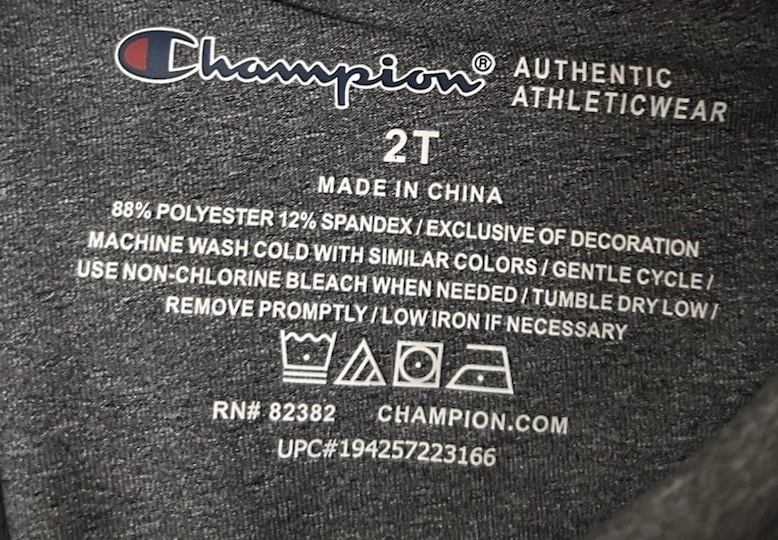 Champion® AUTHENTIC
ATHLETICWEAR
2T
MADE IN CHINA
88% POLYESTER 12% SPANDEX / EXCLUSIVE OF DECORATION
MACHINE WASH COLD WITH SIMILAR COLORS / GENTLE CYCLE /
USE NON-CHLORINE BLEACH WHEN NEEDED / TUMBLE DRY LOW /
REMOVE PROMPTLY / LOW IRON IF NECESSARY
RN# 82382 CHAMPION.COM
UPC#194257223166